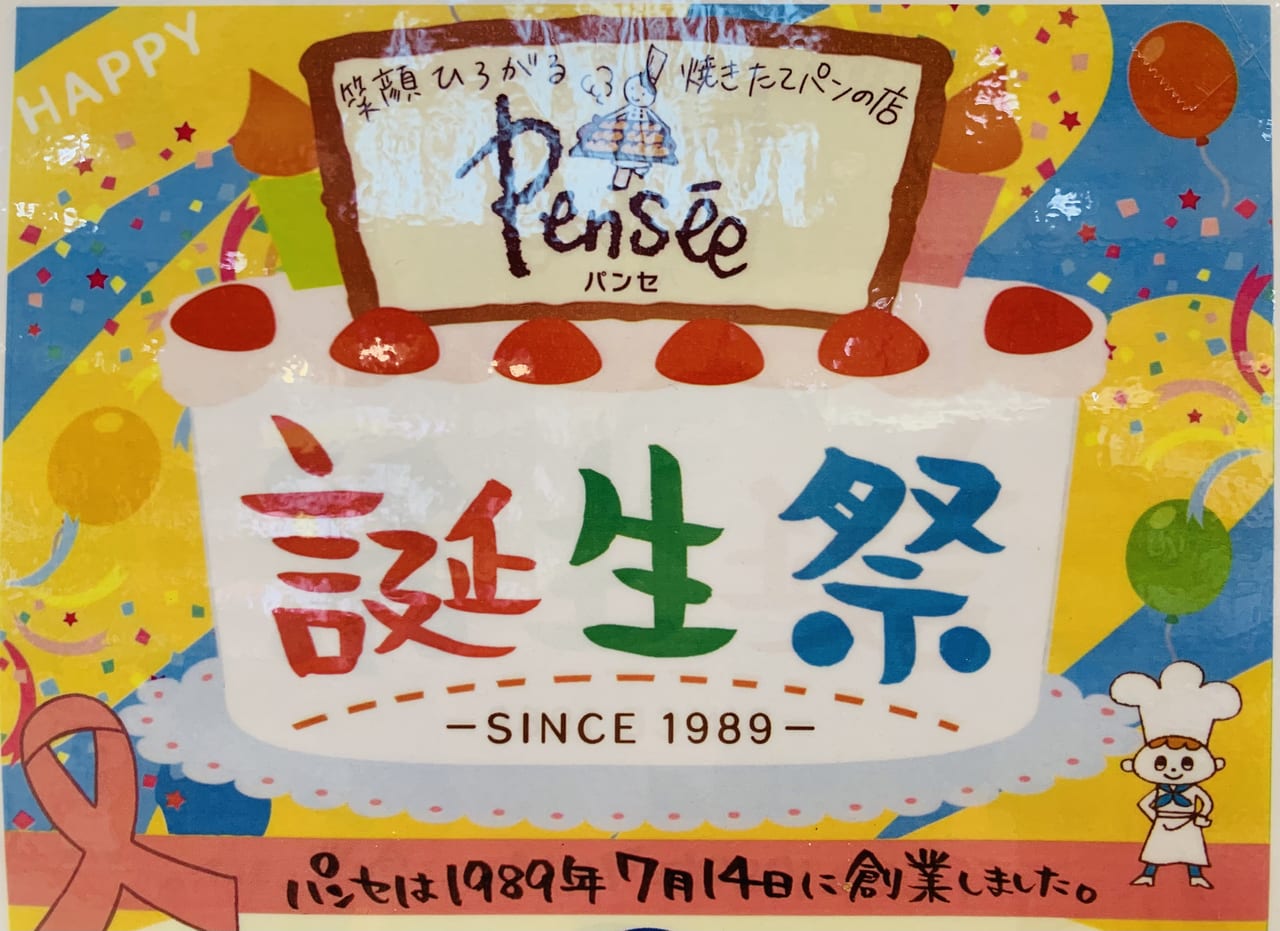 HAPPY
笑顔ひろがる 焼きたてパンの店
Pensēe
パンセ
誕生祭
－SINCE 1989－
パンセは1989年7月14日に創業しました。